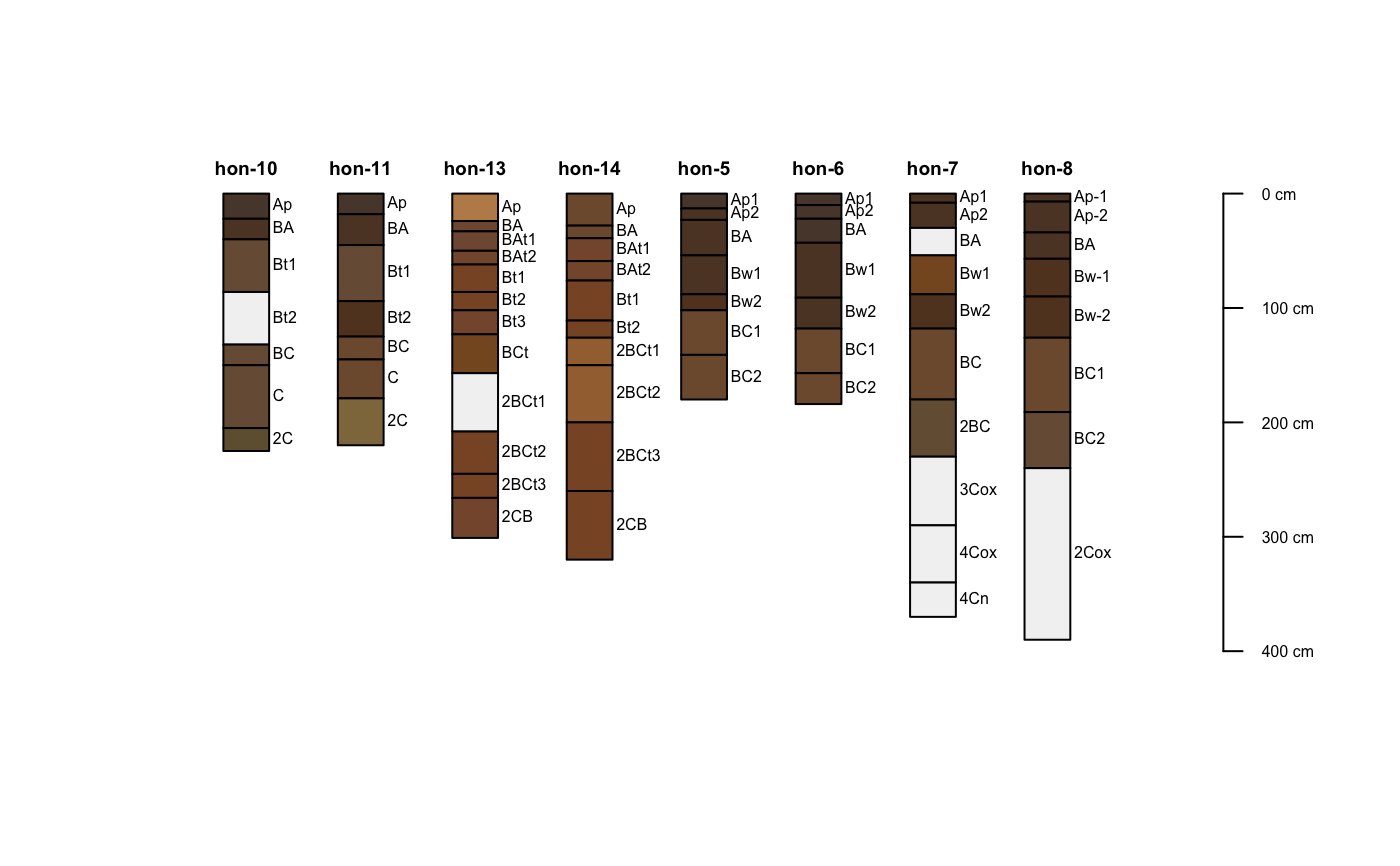 hon-10
hon-11
hon-13
hon-14
hon-5
hon-6
hon-7
hon-8
Ap
BA
Bt1
Bt2
BC
C
2C
Ap
BA
Bt1
Bt2
BC
C
2C
Ap
BA
BAt1
BAt2
Bt1
Bt2
Bt3
BCt
2BCt1
2BCt2
2BCt3
2CB
Ap
BA
BAt1
BAt2
Bt1
Bt2
2BCt1
2BCt2
2BCt3
2CB
Ap1
Ap2
BA
Bw1
Bw2
BC1
BC2
Ap1
Ap2
BA
Bw1
Bw2
BC1
BC2
Ap1
Ap2
BA
Bw1
Bw2
BC
2BC
3Cox
4Cox
4Cn
Ap-1
Ap-2
BA
Bw-1
Bw-2
BC1
BC2
2Cox
0 cm
100 cm
200 cm
300 cm
400 cm